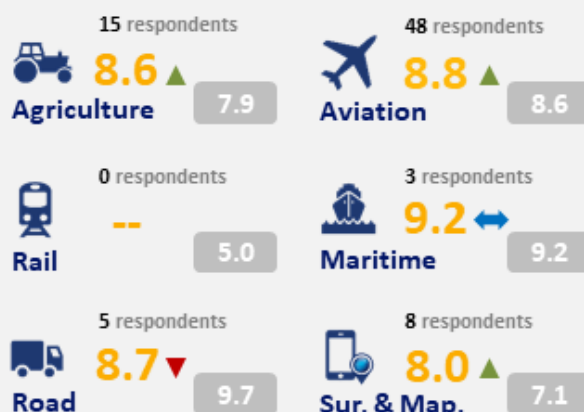 15 respondents
8.6
Agriculture
7.9
48 respondents
8.8
Aviation
8.6
0 respondents
--
Rail
5.0
3 respondents
9.2
Maritime
9.2
5 respondents
8.7
Road
9.7
8 respondents
8.0
Sur. & Map.
7.1